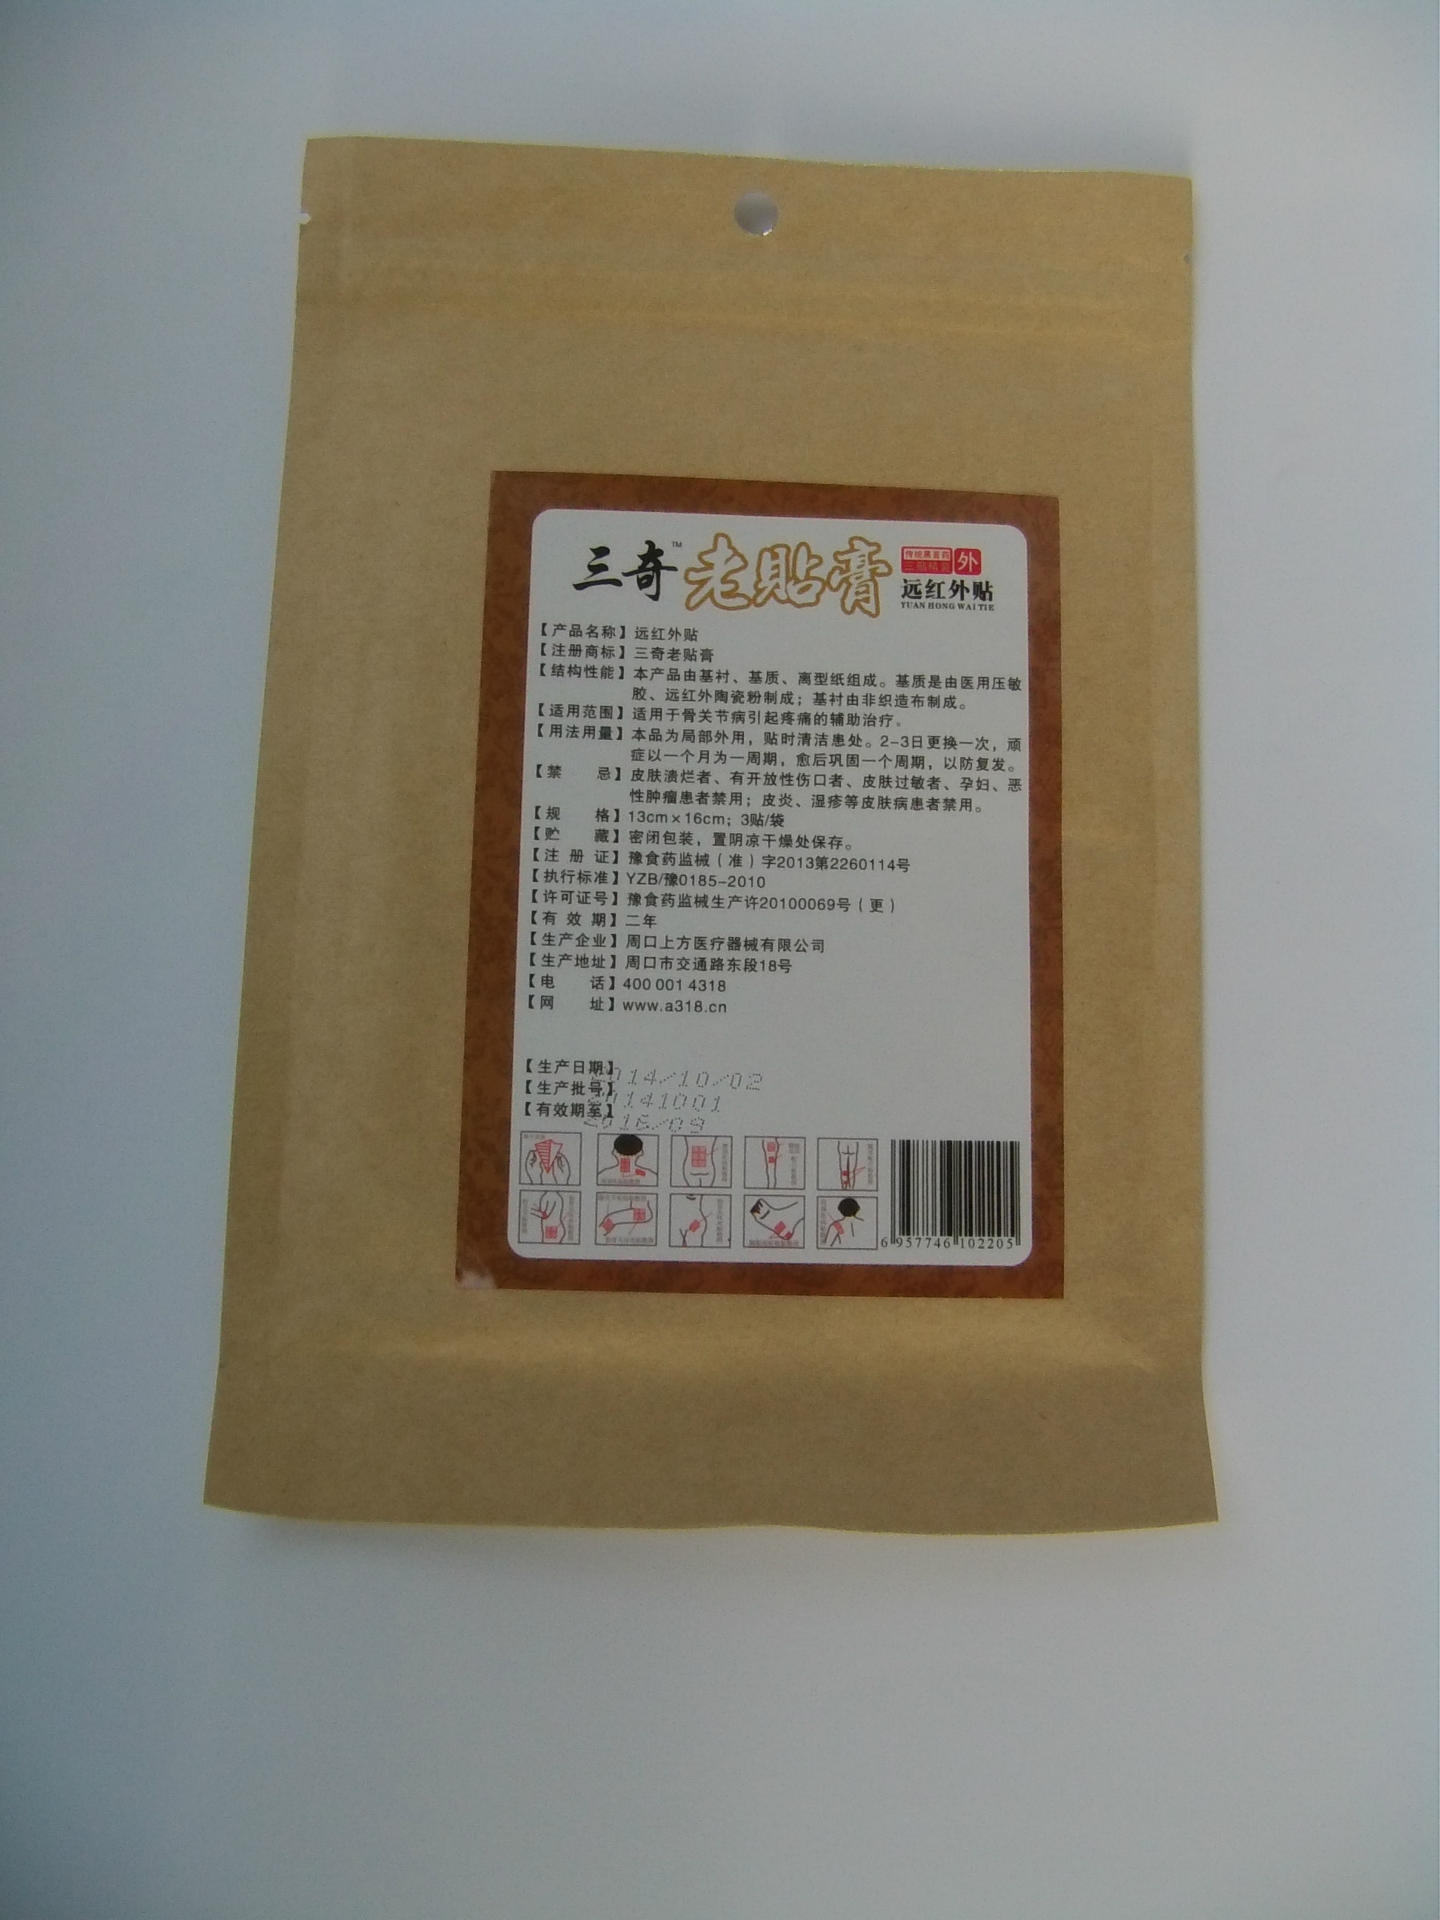 三奇™ 老贴膏
传统黑膏药
外
远红外贴
YUAN HONG WAI TIE
【产品名称】远红外贴
【注册商标】三奇老贴膏
【结构性能】本产品由基衬、基质、离型纸组成。基质是由医用压敏
胶、远红外陶瓷粉制成；基衬由非织造布制成。
【适用范围】适用于骨关节病引起疼痛的辅助治疗。
【用法用量】本品为局部外用，贴时清洁患处。2-3日更换一次，顽
症以一个月为一周期，愈后巩固一个周期，以防复发。
【禁 忌】皮肤溃烂者、有开放性伤口者、皮肤过敏者、孕妇、恶
性肿瘤患者禁用；皮炎、湿疹等皮肤病患者禁用。
【规 格】13cm×16cm；3贴/袋
【贮 藏】密闭包装，置阴凉干燥处保存。
【注 册 证】豫食药监械（准）字2013第2260114号
【执行标准】YZB/豫0185-2010
【许可证号】豫食药监械生产许20100069号（更）
【有 效 期】二年
【生产企业】周口上方医疗器械有限公司
【生产地址】周口市交通路东段18号
【电 话】400 001 4318
【网 址】www.a318.cn
【生产日期】2014/10/02
【生产批号】20141001
【有效期至】2016/09
6 957746 102205